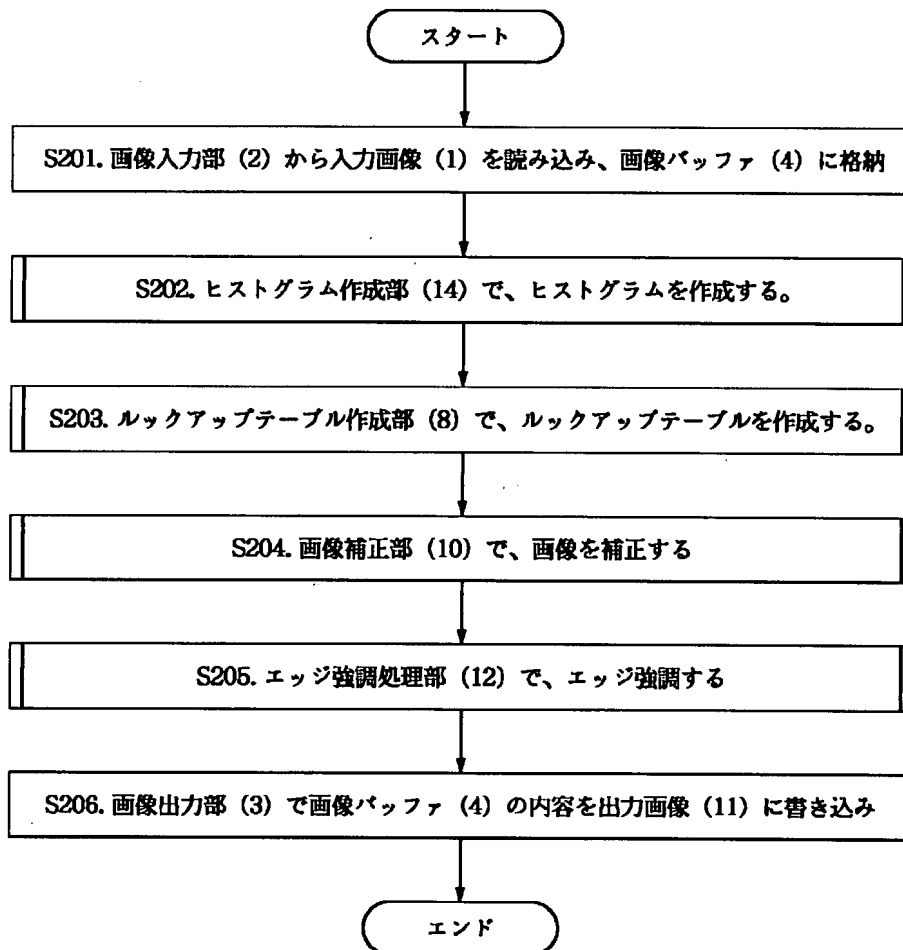 スタート
S201. 画像入力部 (2) から入力画像 (1) を読み込み、画像バッファ (4) に格納
S202. ヒストグラム作成部 (14) で、ヒストグラムを作成する。
S203. ルックアップテーブル作成部 (8) で、ルックアップテーブルを作成する。
S204. 画像補正部 (10) で、画像を補正する
S205. エッジ強調処理部 (12) で、エッジ強調する
S206. 画像出力部 (3) で画像バッファ (4) の内容を出力画像 (11) に書き込み
エンド